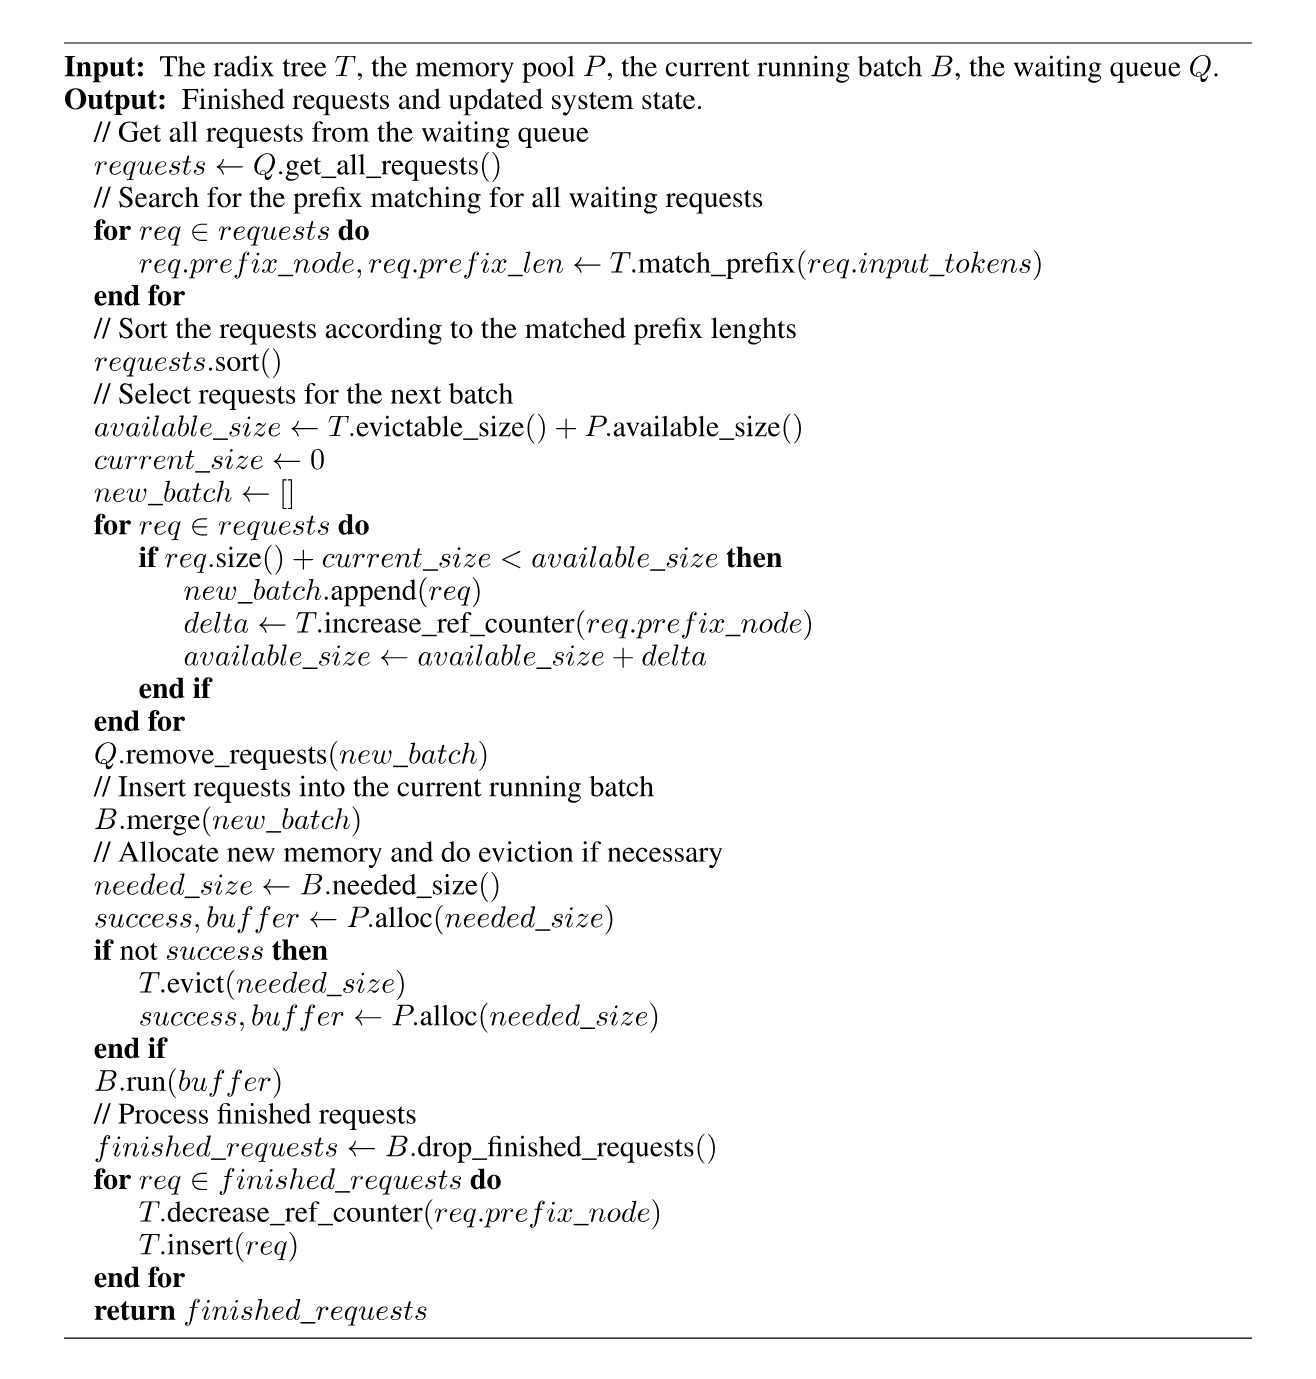 Input: The radix tree T, the memory pool P, the current running batch B, the waiting queue Q.
Output: Finished requests and updated system state.
// Get all requests from the waiting queue
requests ← Q.get_all_requests()
// Search for the prefix matching for all waiting requests
for req ∈ requests do
req.prefix_node, req.prefix_len ← T.match_prefix(req.input_tokens)
end for
// Sort the requests according to the matched prefix lenghts
requests.sort()
// Select requests for the next batch
available_size ← T.evictable_size() + P.available_size()
current_size ← 0
new_batch ← []
for req ∈ requests do
if req.size() + current_size < available_size then
new_batch.append(req)
delta ← T.increase_ref_counter(req.prefix_node)
available_size ← available_size + delta
end if
end for
Q.remove_requests(new_batch)
// Insert requests into the current running batch
B.merge(new_batch)
// Allocate new memory and do eviction if necessary
needed_size ← B.needed_size()
success, buffer ← P.alloc(needed_size)
if not success then
T.evict(needed_size)
success, buffer ← P.alloc(needed_size)
end if
B.run(buffer)
// Process finished requests
finished_requests ← B.drop_finished_requests()
for req ∈ finished_requests do
T.decrease_ref_counter(req.prefix_node)
T.insert(req)
end for
return finished_requests